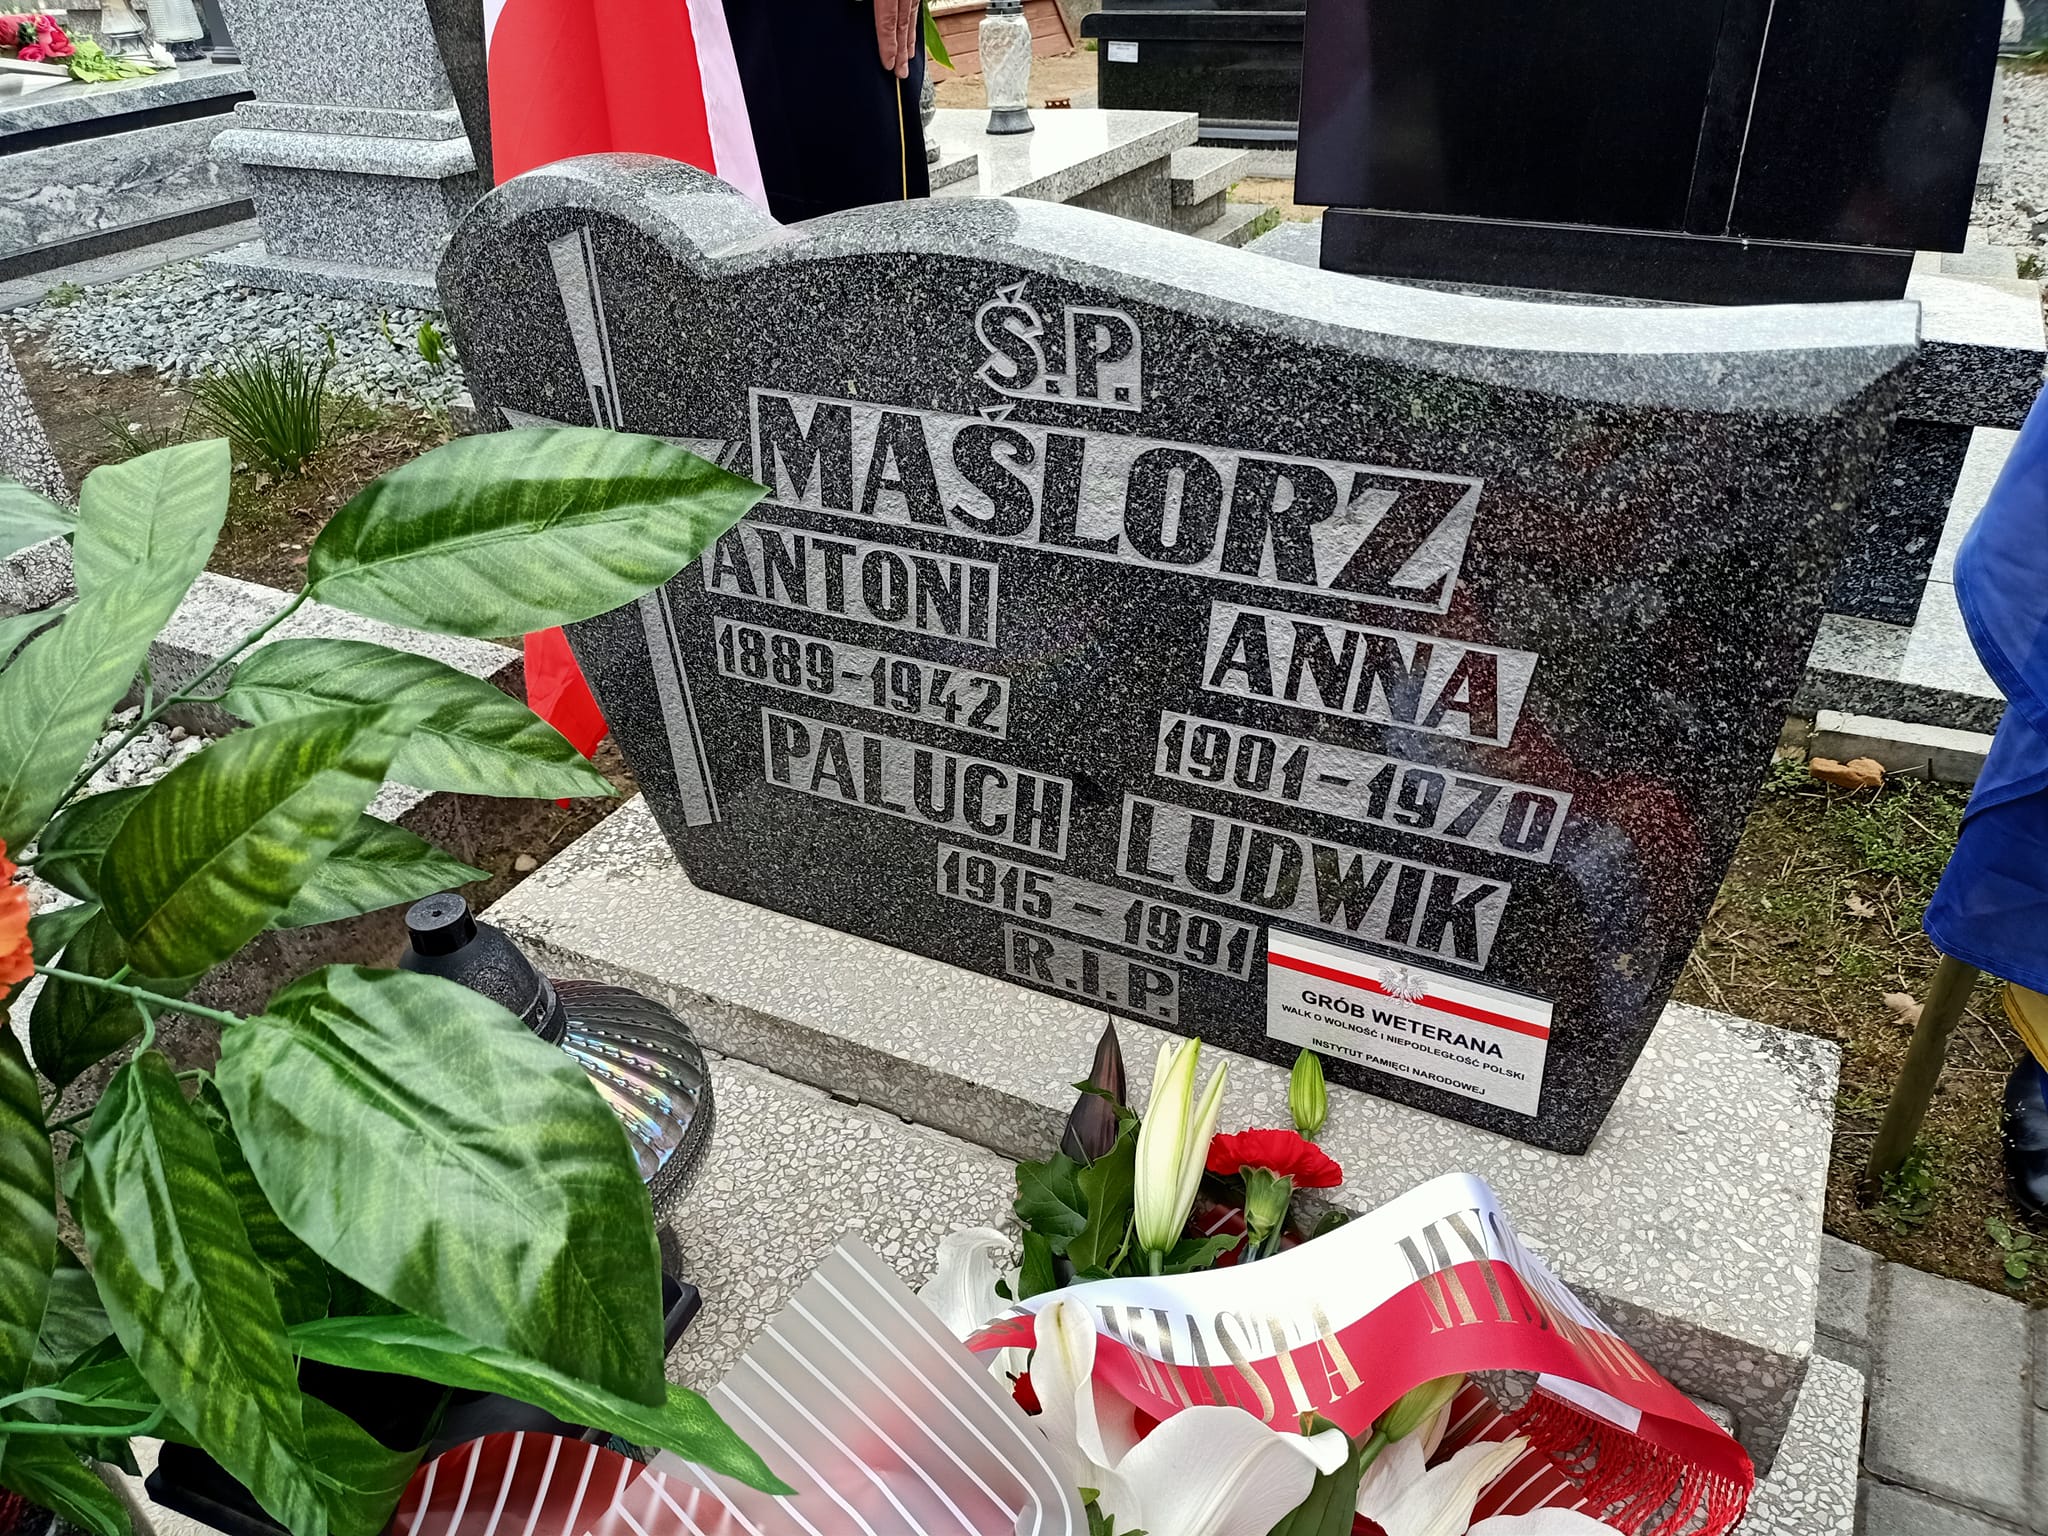 Ś.P.
MAŚLORZ
ANTONI ANNA
1889-1942 1901-1970
PALUCH LUDWIK
1915-1991
R.I.P.
GRÓB WETERANA
WALK O WOLNOŚĆ I NIEPODLEGŁOŚĆ POLSKI
INSTYTUT PAMIĘCI NARODOWEJ
MIASTA